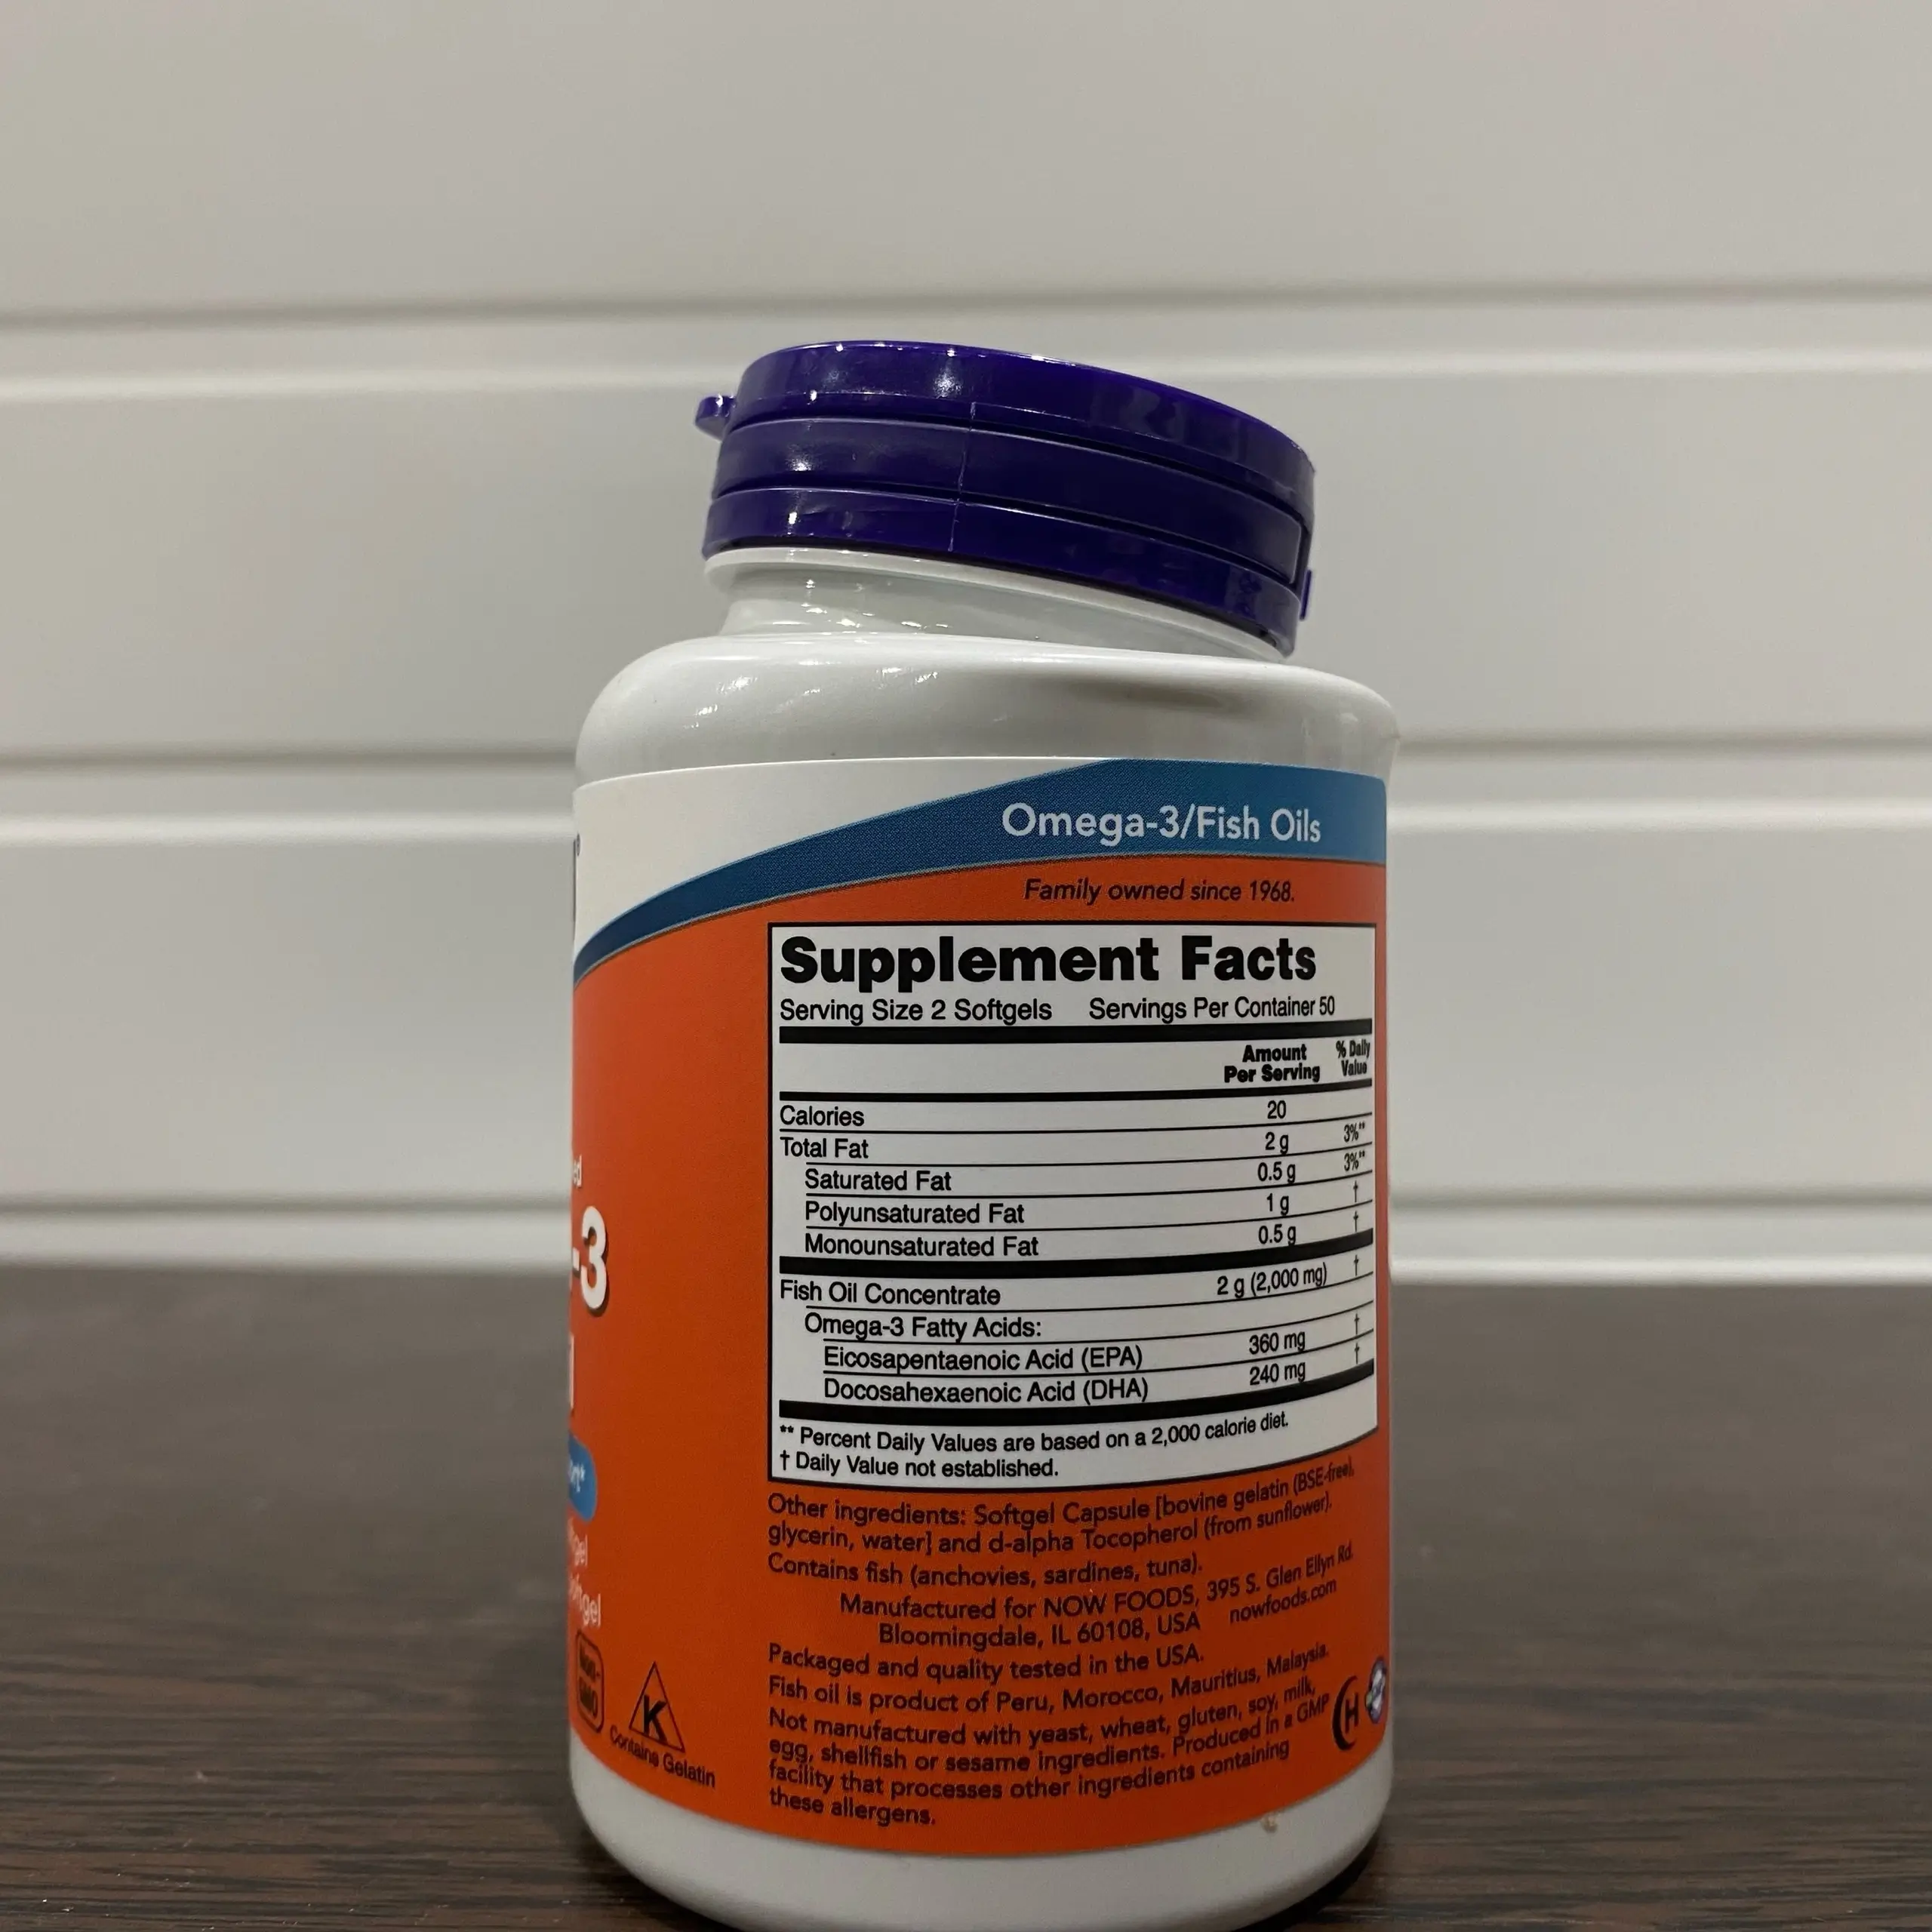 Omega-3/Fish Oils
Family owned since 1968.
Supplement Facts
Serving Size 2 Softgels Servings Per Container 50
Amount Per Serving % Daily Value
Calories 20
Total Fat 2 g 3%**
Saturated Fat 0.5 g 3%**
Polyunsaturated Fat 1 g †
Monounsaturated Fat 0.5 g †
Fish Oil Concentrate 2 g (2,000 mg) †
Omega-3 Fatty Acids:
Eicosapentaenoic Acid (EPA) 360 mg †
Docosahexaenoic Acid (DHA) 240 mg †
** Percent Daily Values are based on a 2,000 calorie diet.
† Daily Value not established.
Other ingredients: Softgel Capsule [bovine gelatin (BSE-free),
glycerin, water] and d-alpha Tocopherol (from sunflower).
Contains fish (anchovies, sardines, tuna).
Manufactured for NOW FOODS, 395 S. Glen Ellyn Rd.
Bloomingdale, IL 60108, USA nowfoods.com
Packaged and quality tested in the USA.
Fish oil is product of Peru, Morocco, Mauritius, Malaysia.
Not manufactured with yeast, wheat, gluten, soy, milk,
egg, shellfish or sesame ingredients. Produced in a GMP
facility that processes other ingredients containing
these allergens.
-3
Non-
GMO
K
Contains Gelatin
H